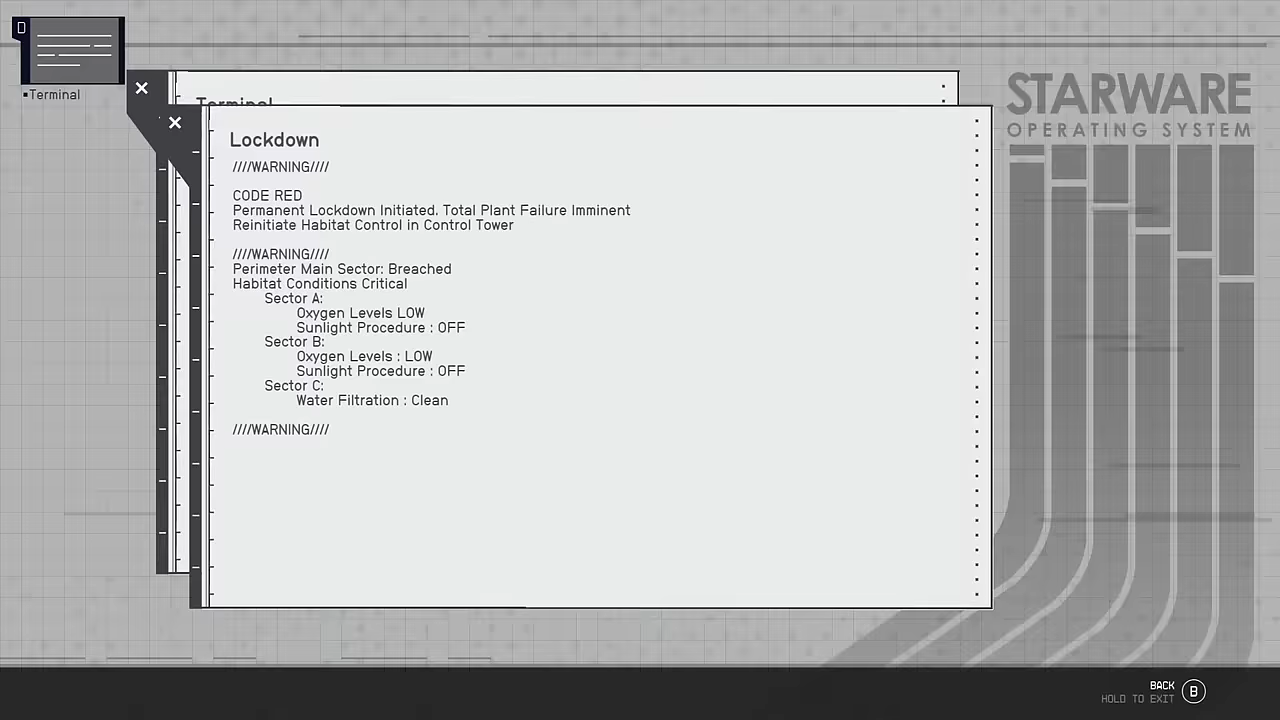 D
▪Terminal
Terminal
Lockdown
////WARNING////
CODE RED
Permanent Lockdown Initiated. Total Plant Failure Imminent
Reinitiate Habitat Control in Control Tower
////WARNING////
Perimeter Main Sector: Breached
Habitat Conditions Critical
Sector A:
Oxygen Levels LOW
Sunlight Procedure : OFF
Sector B:
Oxygen Levels : LOW
Sunlight Procedure : OFF
Sector C:
Water Filtration : Clean
////WARNING////
STARWARE
OPERATING SYSTEM
BACK
HOLD TO EXIT
B